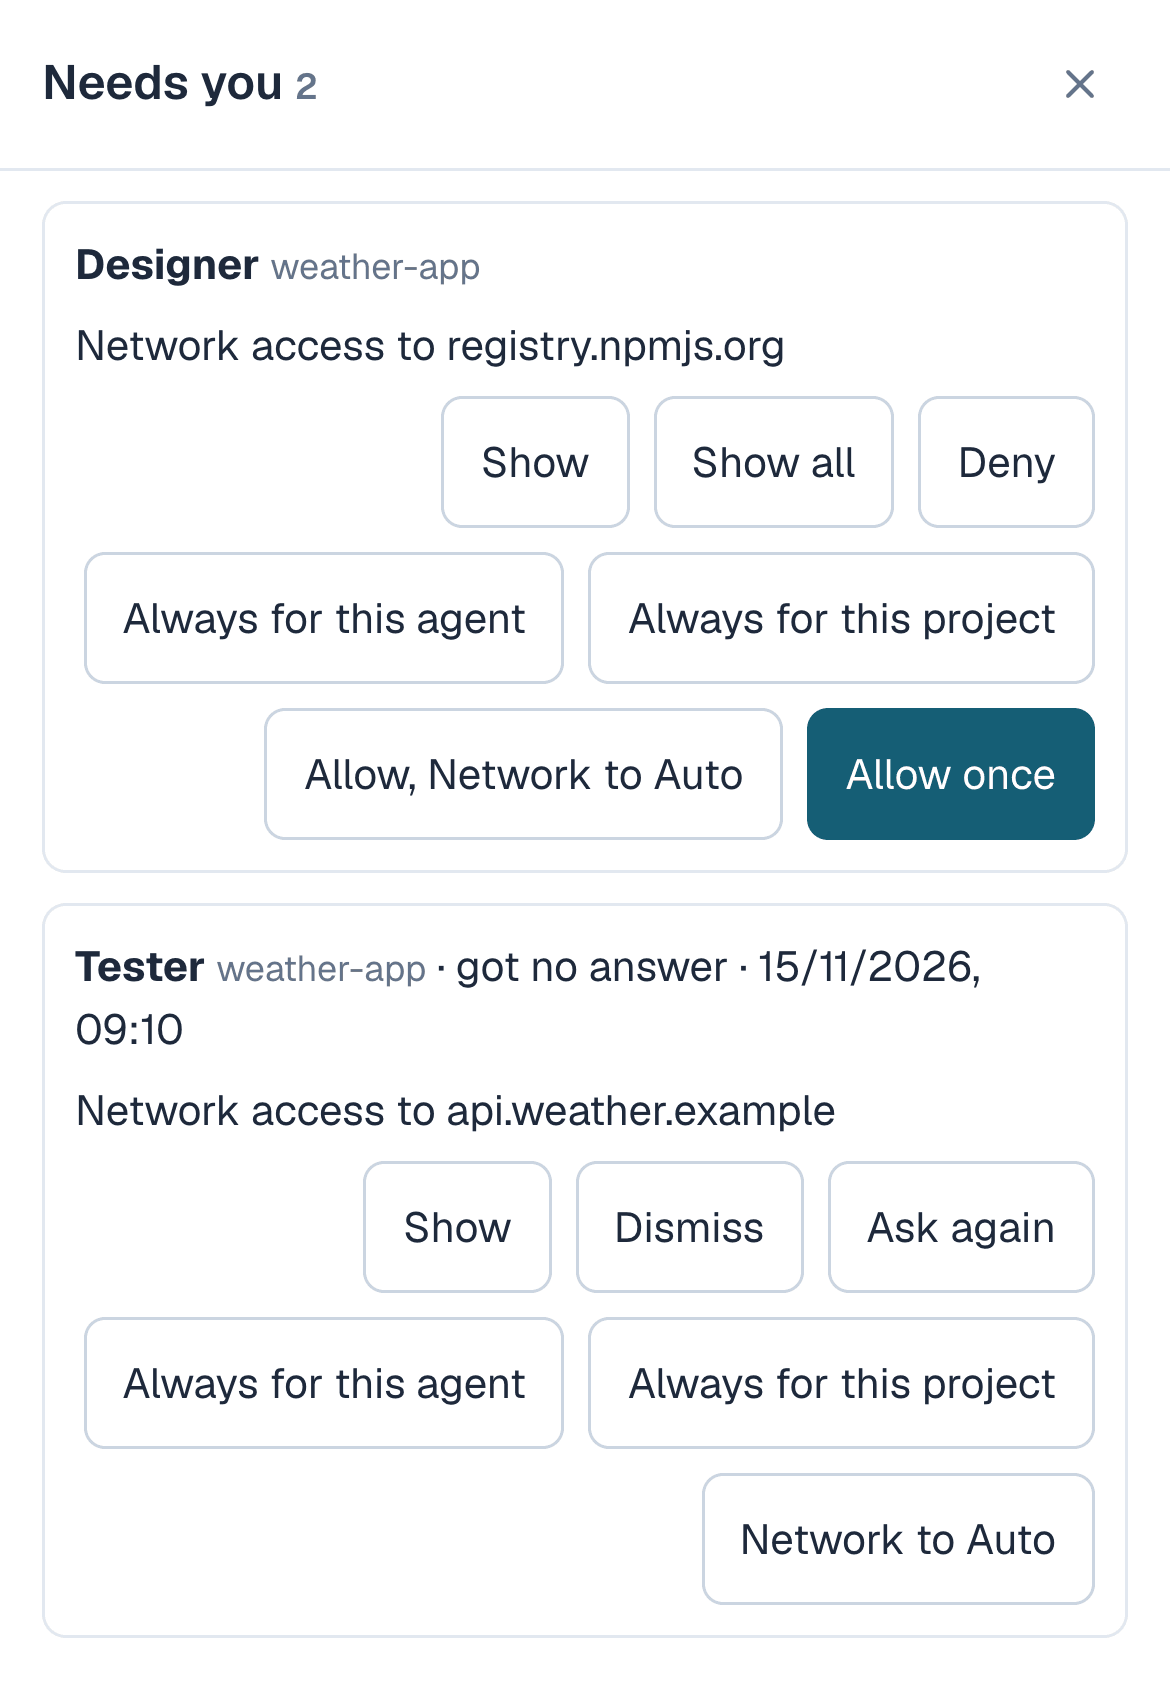 Needs you 2
Designer weather-app
Network access to registry.npmjs.org
Show
Show all
Deny
Always for this agent
Always for this project
Allow, Network to Auto
Allow once
Tester weather-app · got no answer · 15/11/2026,
09:10
Network access to api.weather.example
Show
Dismiss
Ask again
Always for this agent
Always for this project
Network to Auto